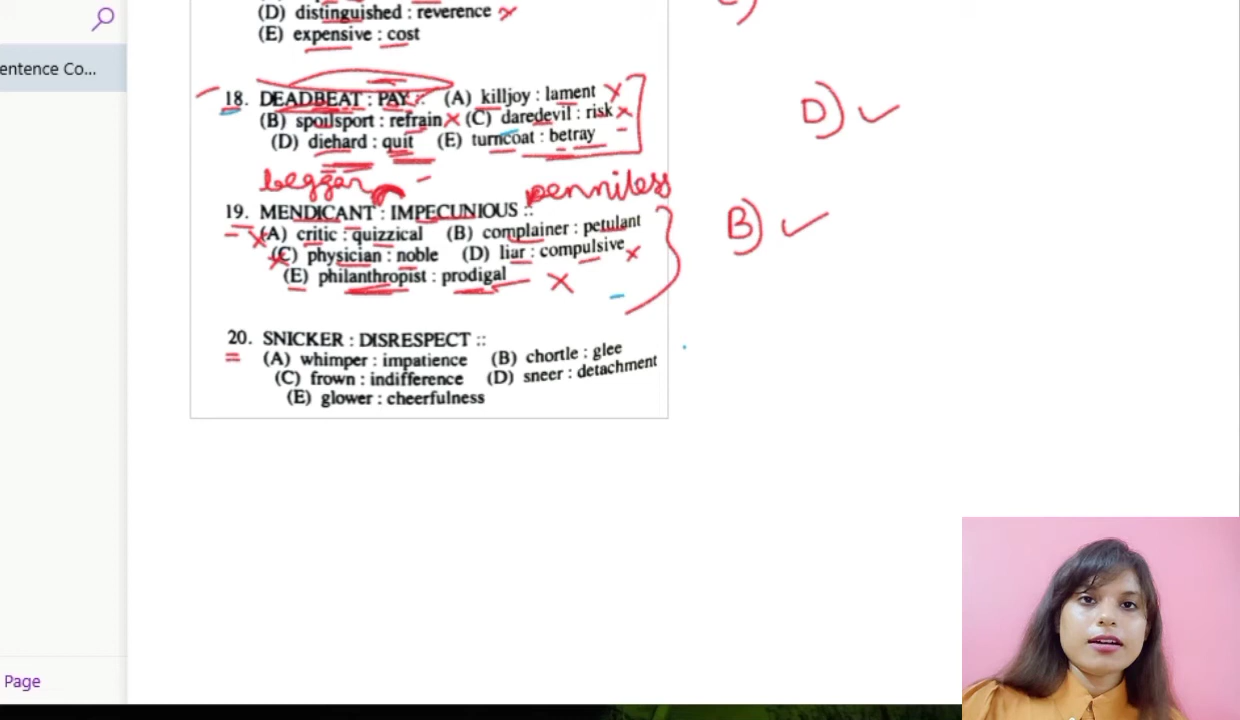 (D) distinguished : reverence x
(E) expensive : cost
entence Co...
18. DEADBEAT : PAY :: (A) killjoy : lament x
(B) spoilsport : refrain x (C) daredevil : risk x
(D) diehard : quit (E) turncoat : betray
D)
beggar penniless
19. MENDICANT : IMPECUNIOUS ::
(A) critic : quizzical (B) complainer : petulant
(C) physician : noble (D) liar : compulsive x
(E) philanthropist : prodigal x
B)
20. SNICKER : DISRESPECT ::
(A) whimper : impatience (B) chortle : glee
(C) frown : indifference (D) sneer : detachment
(E) glower : cheerfulness
Page